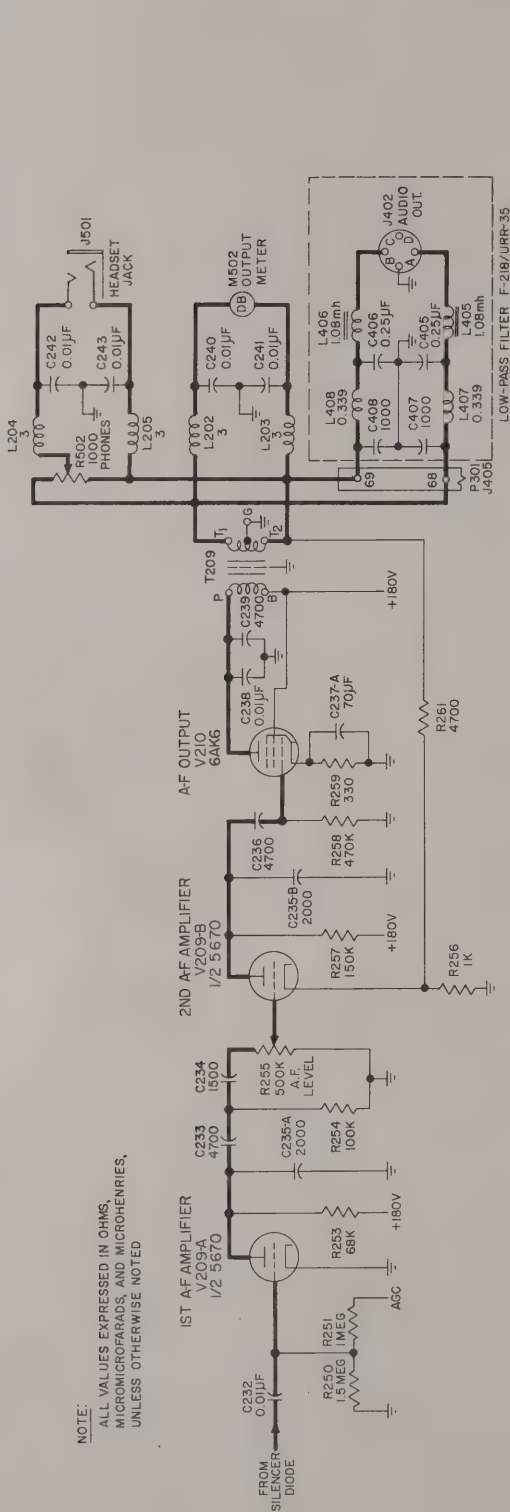 NOTE:
ALL VALUES EXPRESSED IN OHMS,
MICROMICROFARADS, AND MICROHENRIES,
UNLESS OTHERWISE NOTED
FROM
SILENCER
DIODE
C232
0.01µF
R250
1.5 MEG
R251
1 MEG
AGC
1ST A-F AMPLIFIER
V209-A
1/2 5670
R253
68K
+180V
C235-A
2000
C233
4700
R254
100K
C234
1500
R255
500K
A.F.
LEVEL
2ND A-F AMPLIFIER
V209-B
1/2 5670
R257
150K
+180V
R256
1K
C235-B
2000
C236
4700
R258
470K
A-F OUTPUT
V210
6AK6
R259
330
C237-A
70µF
C238
0.01µF
C239
4700
P
B
+180V
R261
4700
T209
T1
G
T2
L204
3
R502
1000
PHONES
L205
3
C242
0.01µF
C243
0.01µF
J501
HEADSET
JACK
L202
3
L203
3
C240
0.01µF
C241
0.01µF
DB
M502
OUTPUT
METER
69
68
P301
J405
L408
0.339
C408
1000
C407
1000
L407
0.339
L406
1.08mh
C406
0.25µF
C405
0.25µF
L405
1.08mh
B
C
A
D
J402
AUDIO
OUT.
LOW-PASS FILTER F-218/URR-35